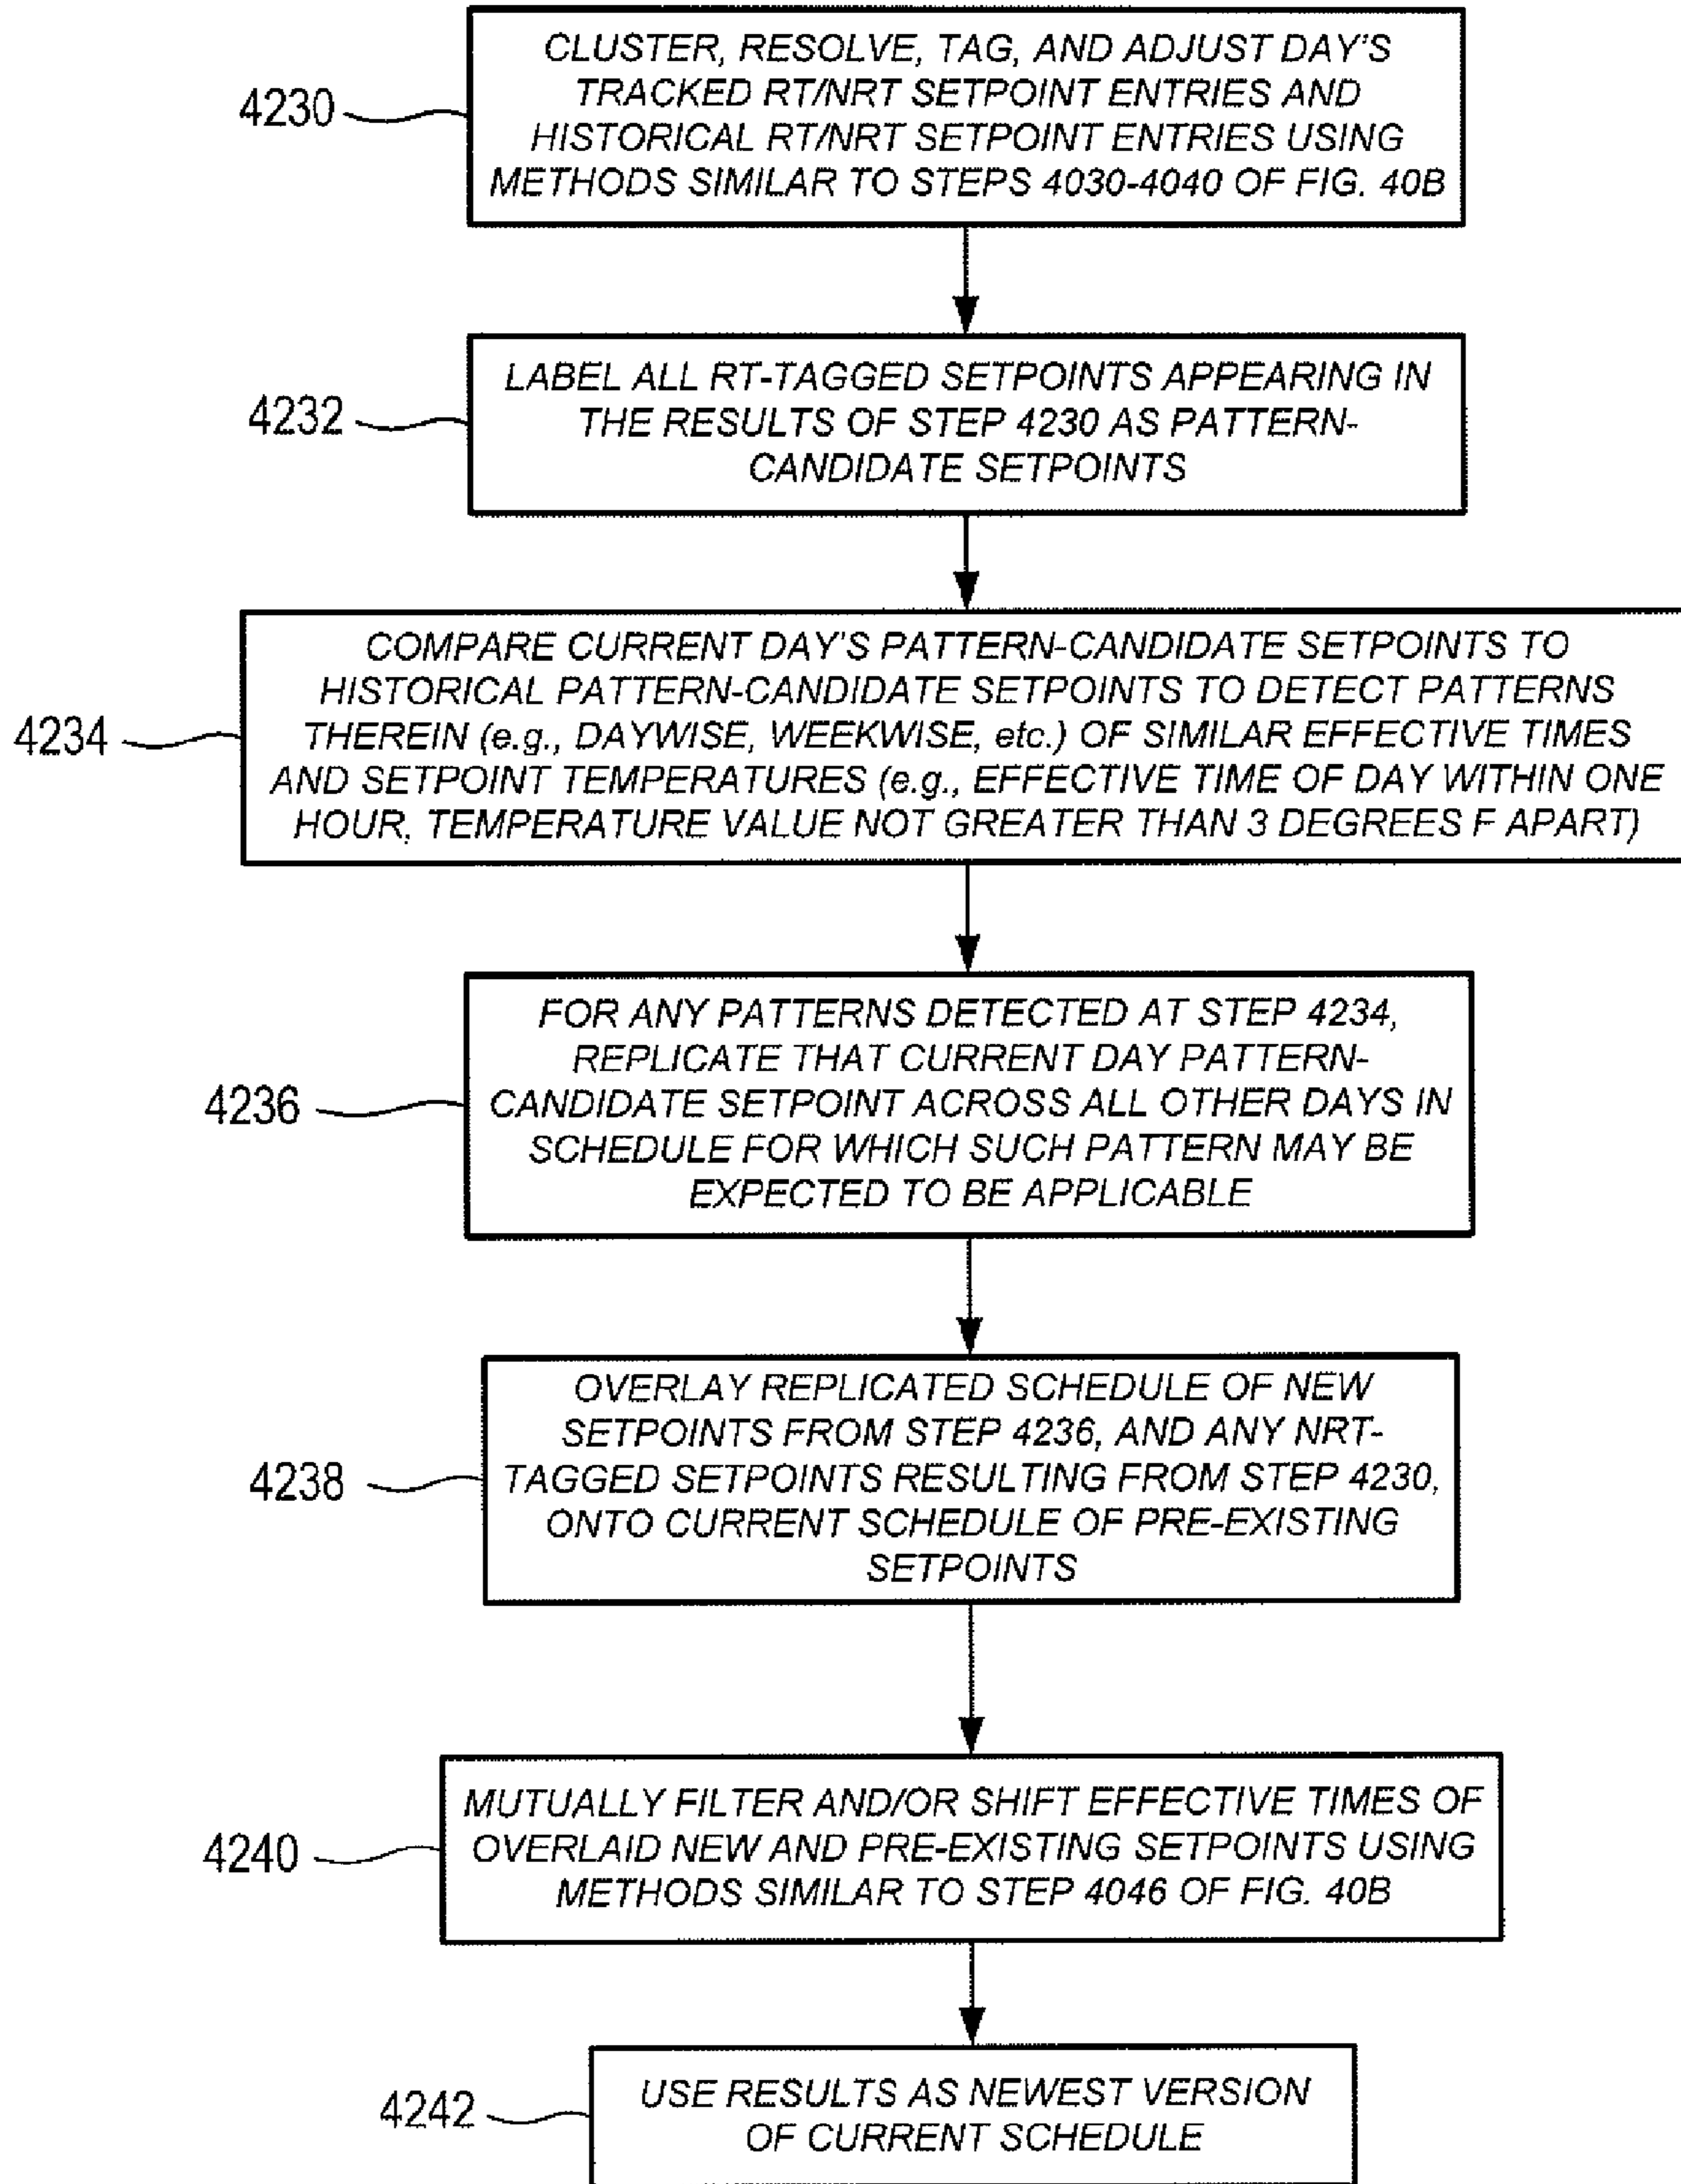 CLUSTER, RESOLVE, TAG, AND ADJUST DAY'S
TRACKED RT/NRT SETPOINT ENTRIES AND
HISTORICAL RT/NRT SETPOINT ENTRIES USING
METHODS SIMILAR TO STEPS 4030-4040 OF FIG. 40B
4230
LABEL ALL RT-TAGGED SETPOINTS APPEARING IN
THE RESULTS OF STEP 4230 AS PATTERN-
CANDIDATE SETPOINTS
4232
COMPARE CURRENT DAY'S PATTERN-CANDIDATE SETPOINTS TO
HISTORICAL PATTERN-CANDIDATE SETPOINTS TO DETECT PATTERNS
THEREIN (e.g., DAYWISE, WEEKWISE, etc.) OF SIMILAR EFFECTIVE TIMES
AND SETPOINT TEMPERATURES (e.g., EFFECTIVE TIME OF DAY WITHIN ONE
HOUR, TEMPERATURE VALUE NOT GREATER THAN 3 DEGREES F APART)
4234
FOR ANY PATTERNS DETECTED AT STEP 4234,
REPLICATE THAT CURRENT DAY PATTERN-
CANDIDATE SETPOINT ACROSS ALL OTHER DAYS IN
SCHEDULE FOR WHICH SUCH PATTERN MAY BE
EXPECTED TO BE APPLICABLE
4236
OVERLAY REPLICATED SCHEDULE OF NEW
SETPOINTS FROM STEP 4236, AND ANY NRT-
TAGGED SETPOINTS RESULTING FROM STEP 4230,
ONTO CURRENT SCHEDULE OF PRE-EXISTING
SETPOINTS
4238
MUTUALLY FILTER AND/OR SHIFT EFFECTIVE TIMES OF
OVERLAID NEW AND PRE-EXISTING SETPOINTS USING
METHODS SIMILAR TO STEP 4046 OF FIG. 40B
4240
USE RESULTS AS NEWEST VERSION
OF CURRENT SCHEDULE
4242